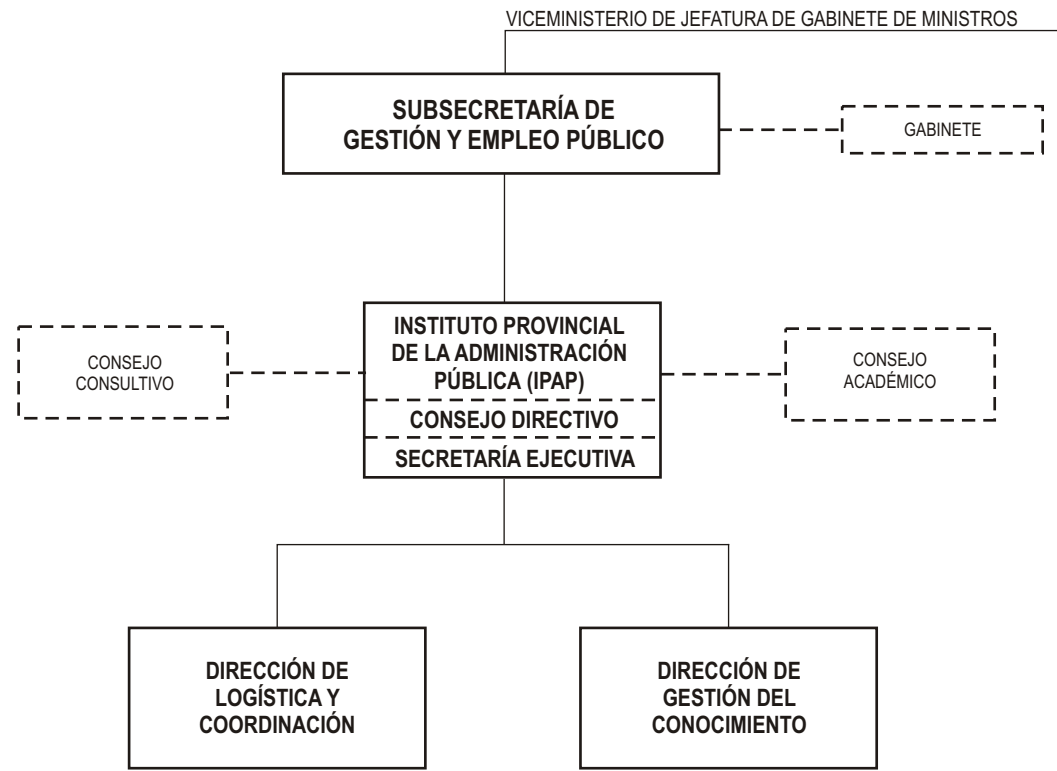 VICEMINISTERIO DE JEFATURA DE GABINETE DE MINISTROS
SUBSECRETARÍA DE
GESTIÓN Y EMPLEO PÚBLICO
GABINETE
CONSEJO
CONSULTIVO
INSTITUTO PROVINCIAL
DE LA ADMINISTRACIÓN
PÚBLICA (IPAP)
CONSEJO DIRECTIVO
SECRETARÍA EJECUTIVA
CONSEJO
ACADÉMICO
DIRECCIÓN DE
LOGÍSTICA Y
COORDINACIÓN
DIRECCIÓN DE
GESTIÓN DEL
CONOCIMIENTO